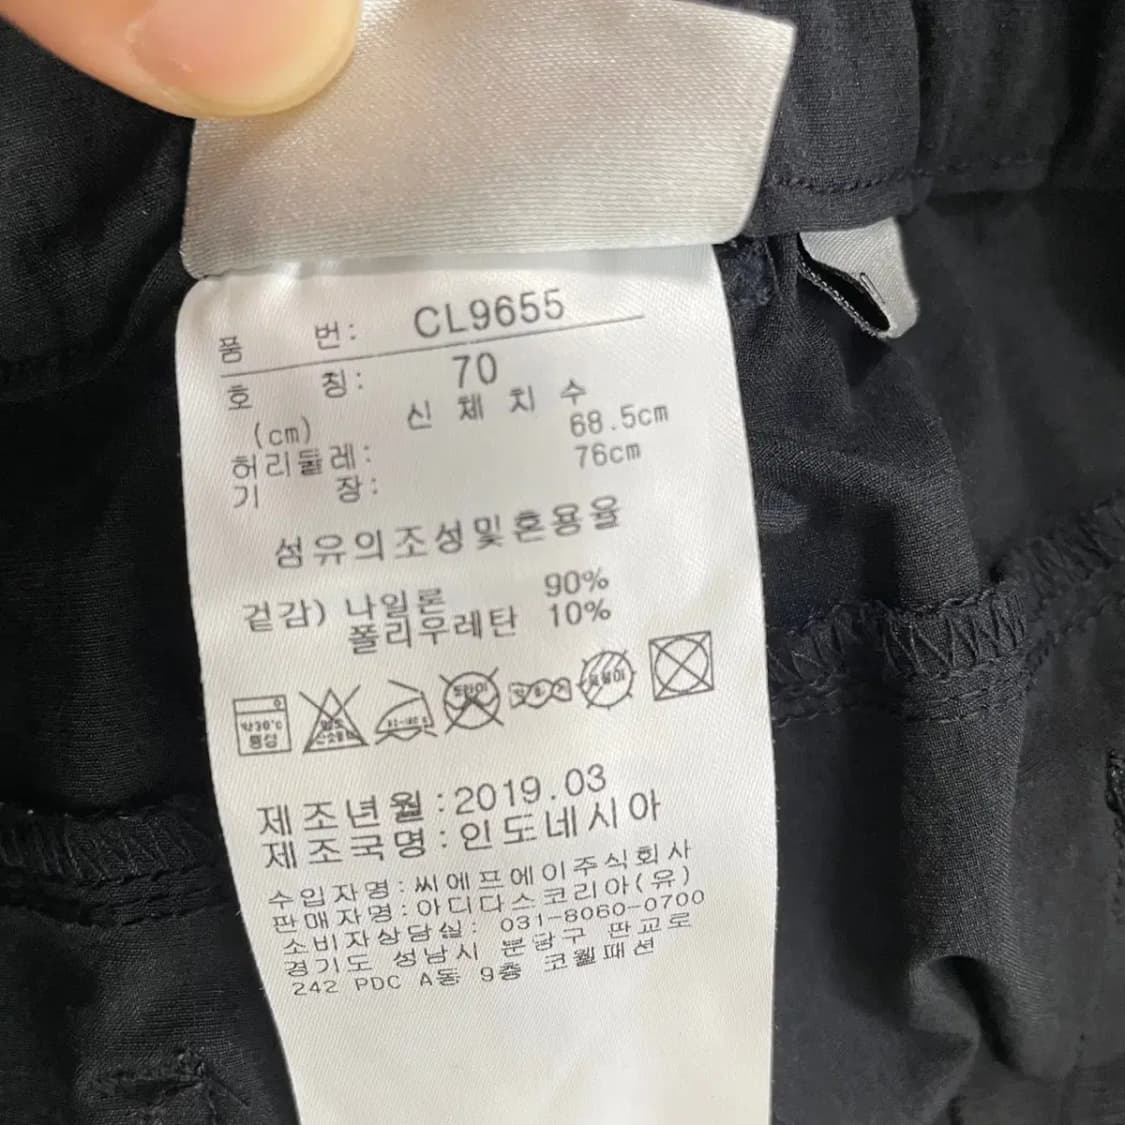 품 번: CL9655
호 칭: 70
(cm) 신 체 치 수
허리둘레: 68.5cm
기 장: 76cm
섬유의조성및혼용율
겉감) 나일론 90%
폴리우레탄 10%
약30℃
중성
제조년월:2019.03
제조국명:인도네시아
수입자명:씨에프에이주식회사
판매자명:아디다스코리아(유)
소비자상담실: 031-8060-0700
경기도 성남시 분당구 판교로
242 PDC A동 9층 코웰패션